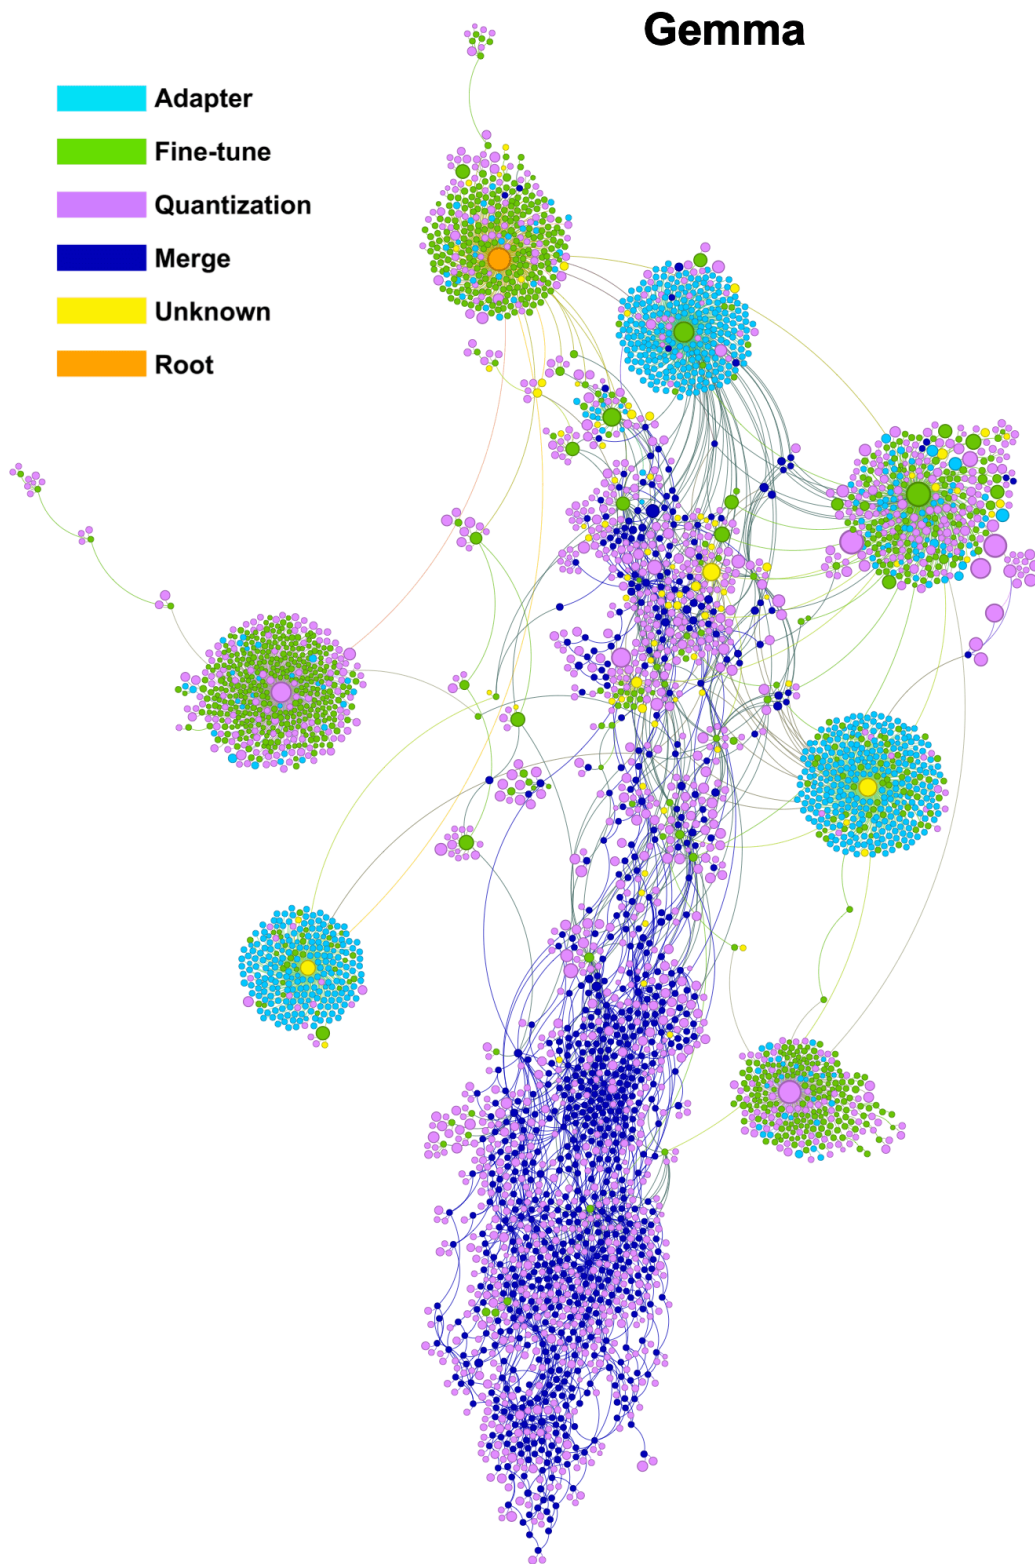 Gemma
Adapter
Fine-tune
Quantization
Merge
Unknown
Root